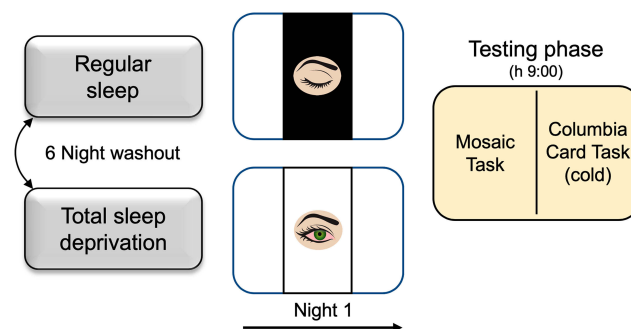 Regular
sleep
6 Night washout
Total sleep
deprivation
Night 1
Testing phase
(h 9:00)
Mosaic
Task
Columbia
Card Task
(cold)